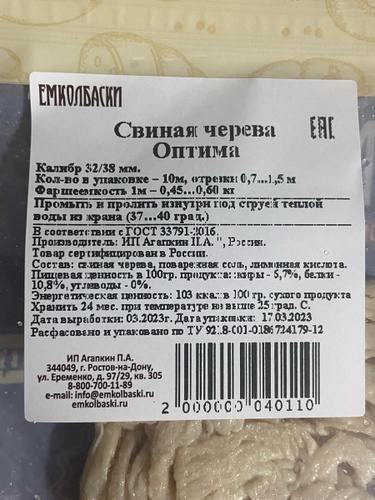 ЕМКОЛБАСКИ
Свиная черева
Оптима
Калибр 32/38 мм.
Кол-во в упаковке – 10м, отрезки 0,7...1,5 м
Фаршеемкость 1м – 0,45...0,60 кг
Промыть и пролить изнутри под струей теплой
воды из крана (37...40 град.)
В соответствии с ГОСТ 33791-2016.
Производитель: ИП Агапкин П.А. , Россия.
Товар сертифицирован в России.
Состав: свиная черева, поваренная соль, лимонная кислота.
Пищевая ценность в 100гр. продукта: жиры - 5,7%, белки -
10,8%, углеводы - 0%.
Энергетическая ценность: 103 ккал в 100 гр. сухого продукта
Хранить 24 мес. при температуре не выше 25 град. С.
Дата выработки: 03.2023г. Дата упаковки: 17.03.2023
Расфасовано и упаковано по ТУ 9218-001-0186724179-12
ИП Агапкин П.А.
344049, г. Ростов-на-Дону,
ул. Еременко, д. 97/29, кв. 305
8-800-700-11-89
e-mail: info@emkolbaski.ru
emkolbaski.ru
2 000000 040110
EAC